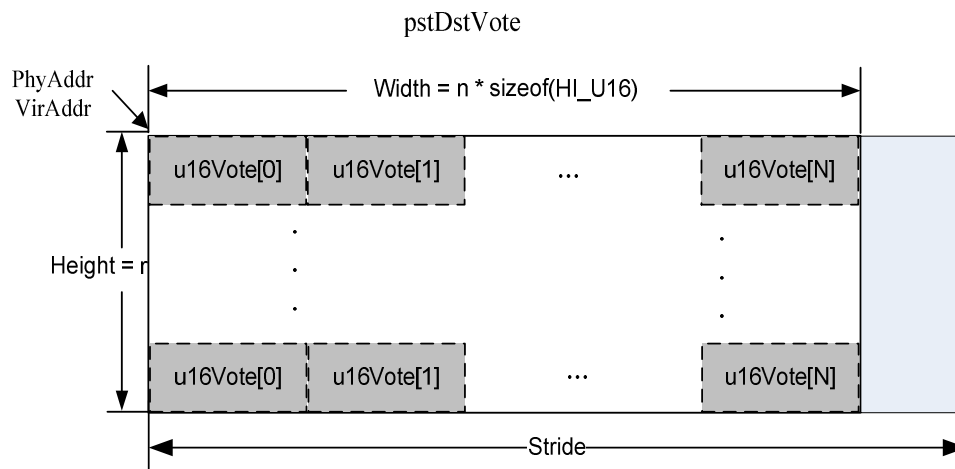 pstDstVote
PhyAddr
VirAddr
Width = n * sizeof(HI_U16)
u16Vote[0] u16Vote[1] ... u16Vote[N]
Height = r
u16Vote[0] u16Vote[1] ... u16Vote[N]
Stride